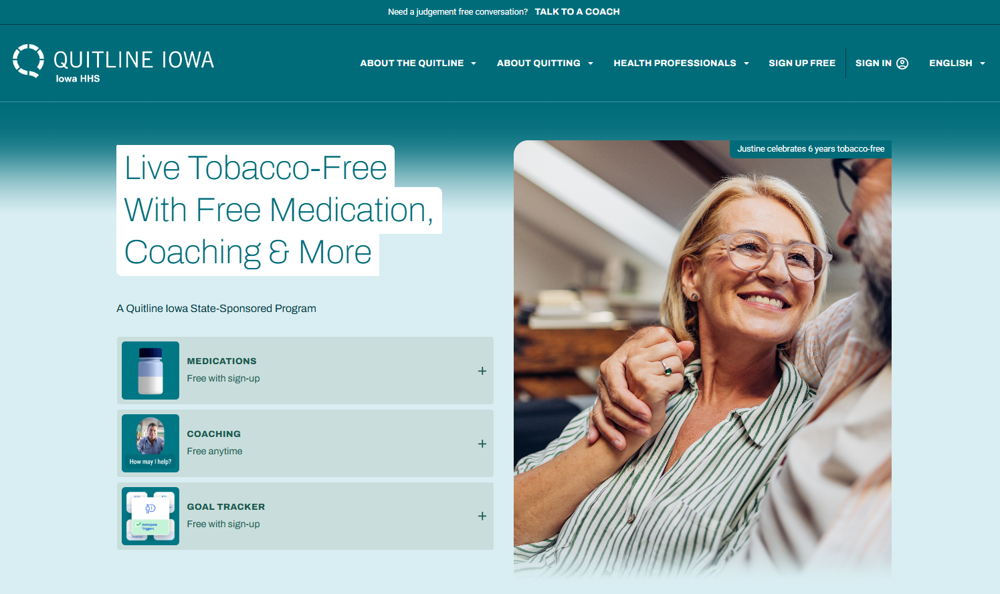 Need a judgement free conversation? TALK TO A COACH
QUITLINE IOWA
Iowa HHS
ABOUT THE QUITLINE
ABOUT QUITTING
HEALTH PROFESSIONALS
SIGN UP FREE
SIGN IN
ENGLISH
Live Tobacco-Free
With Free Medication,
Coaching & More
A Quitline Iowa State-Sponsored Program
MEDICATIONS
Free with sign-up
COACHING
Free anytime
How may I help?
GOAL TRACKER
Free with sign-up
Anticipate
Triggers
Justine celebrates 6 years tobacco-free